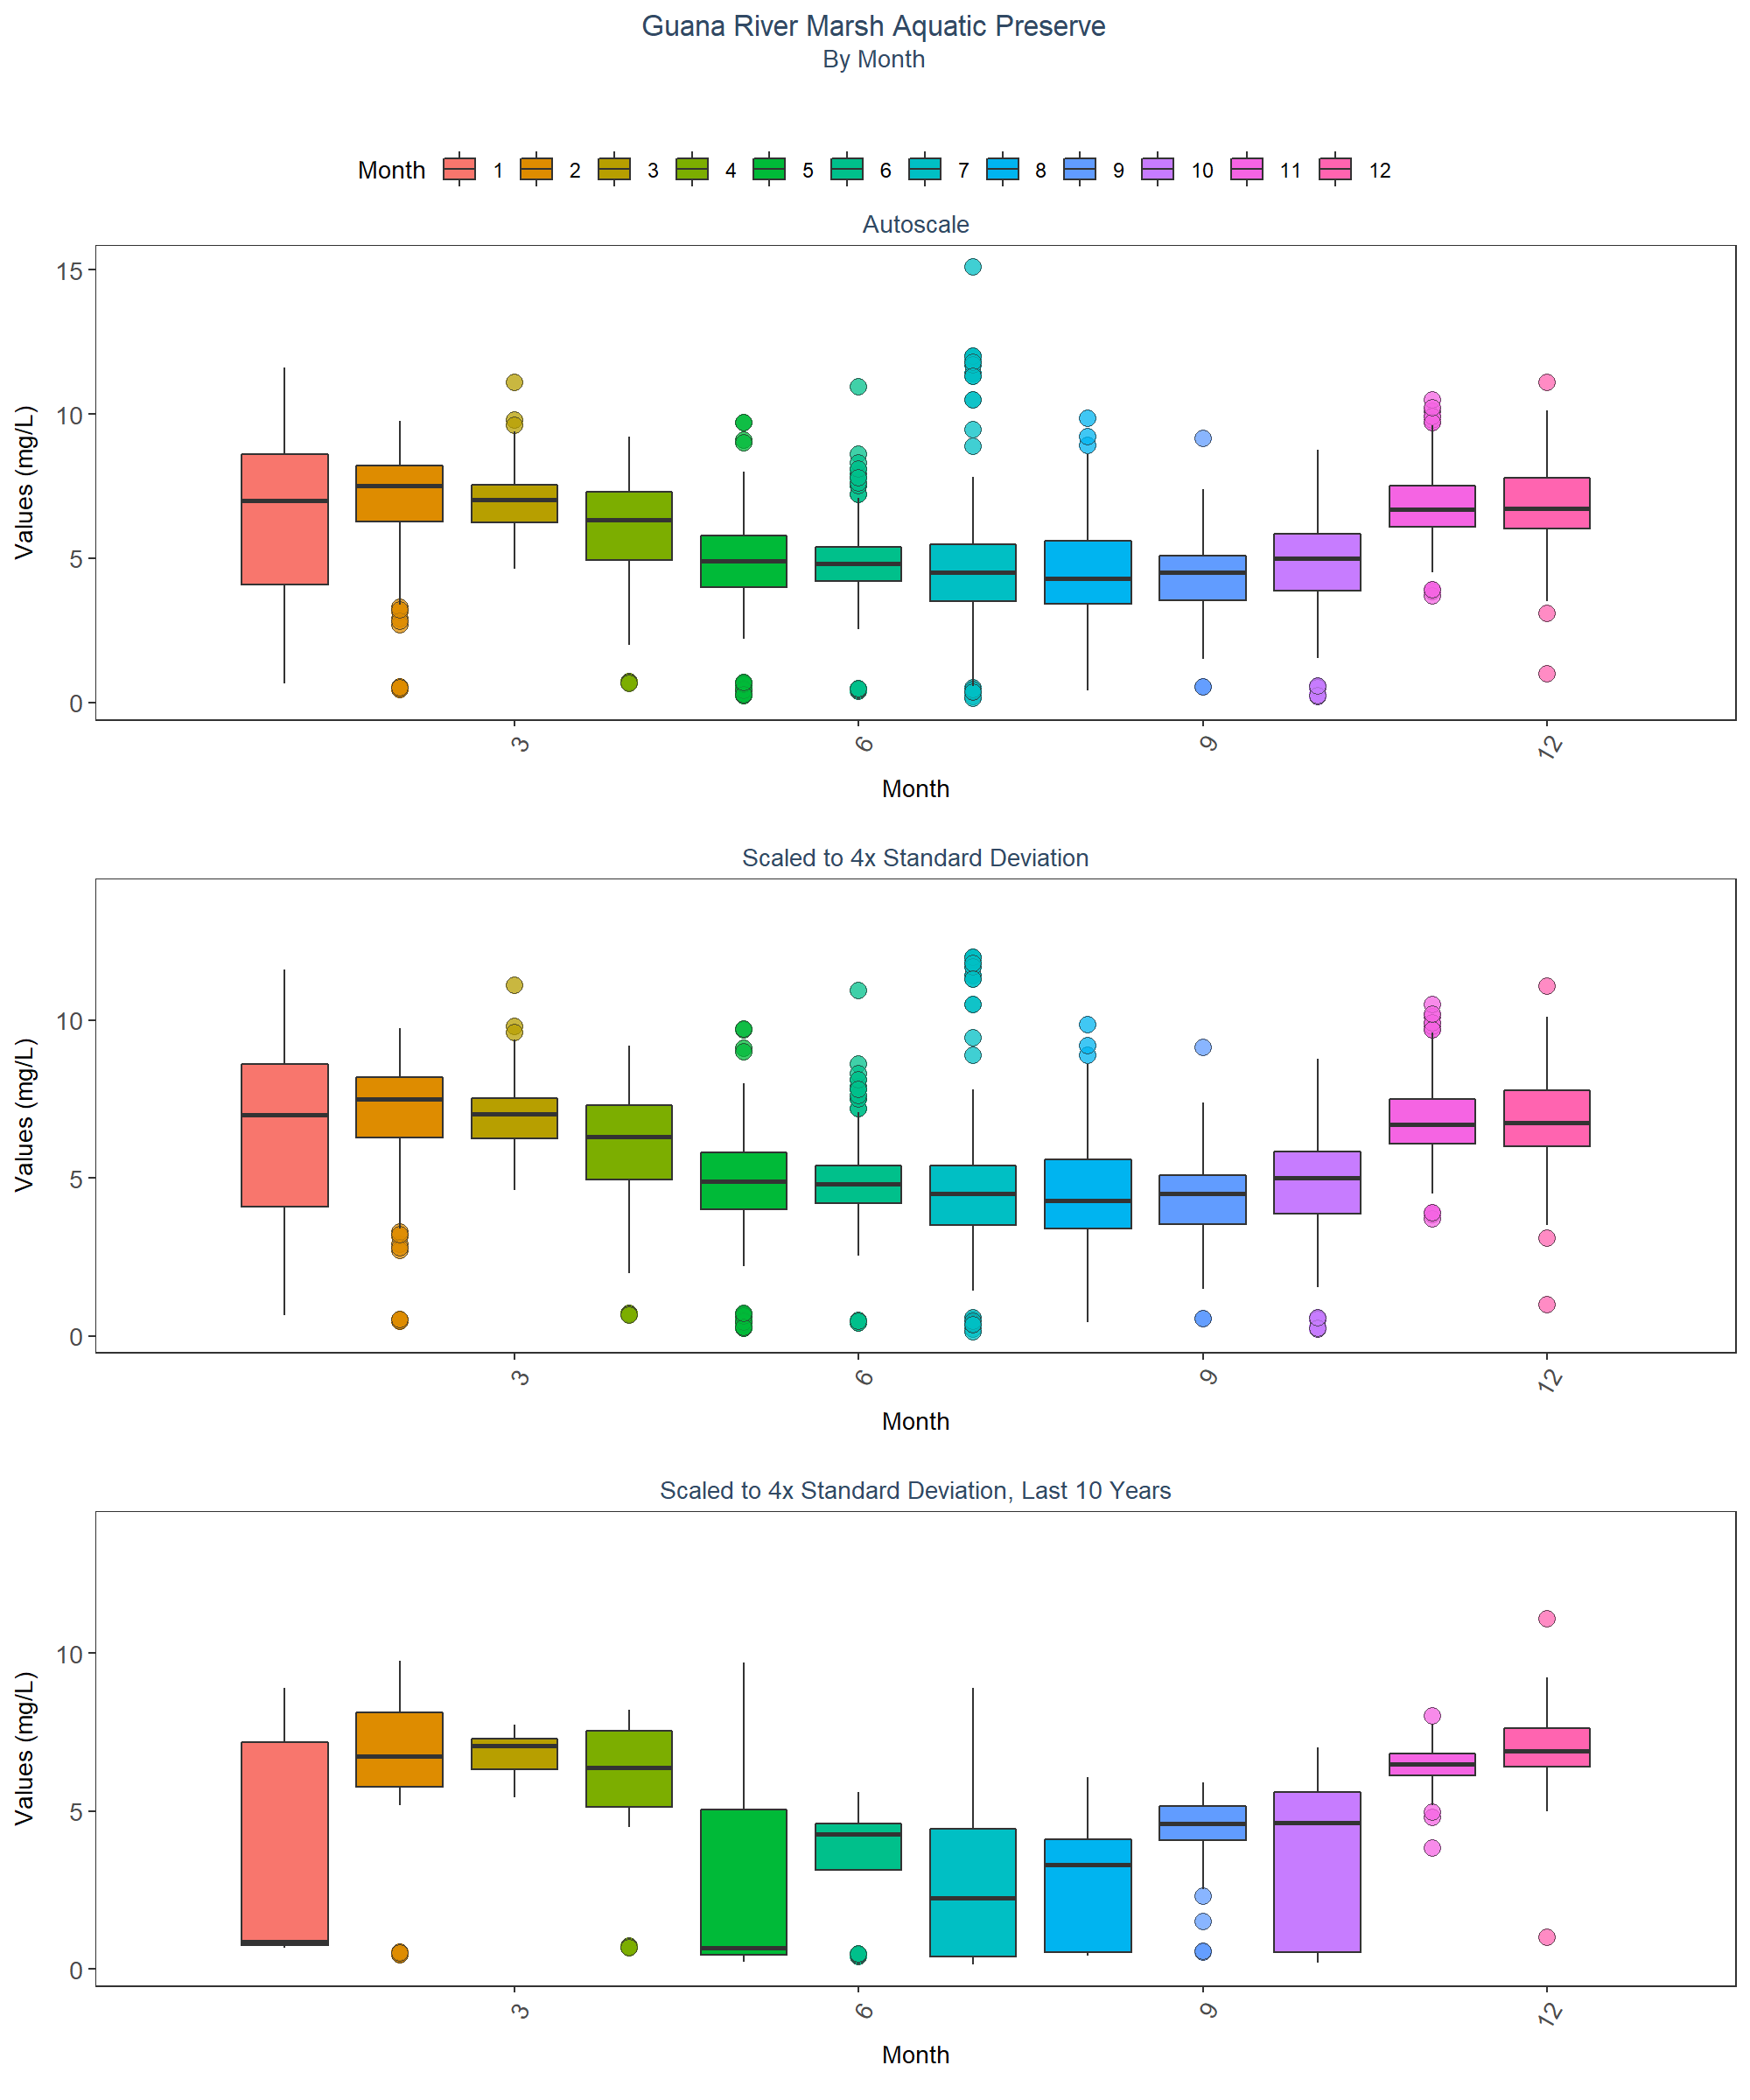 Guana River Marsh Aquatic Preserve
By Month
Month 1 2 3 4 5 6 7 8 9 10 11 12
Autoscale
Values (mg/L)
15
10
5
0
3 6 9 12
Month
Scaled to 4x Standard Deviation
Values (mg/L)
10
5
0
3 6 9 12
Month
Scaled to 4x Standard Deviation, Last 10 Years
Values (mg/L)
10
5
0
3 6 9 12
Month